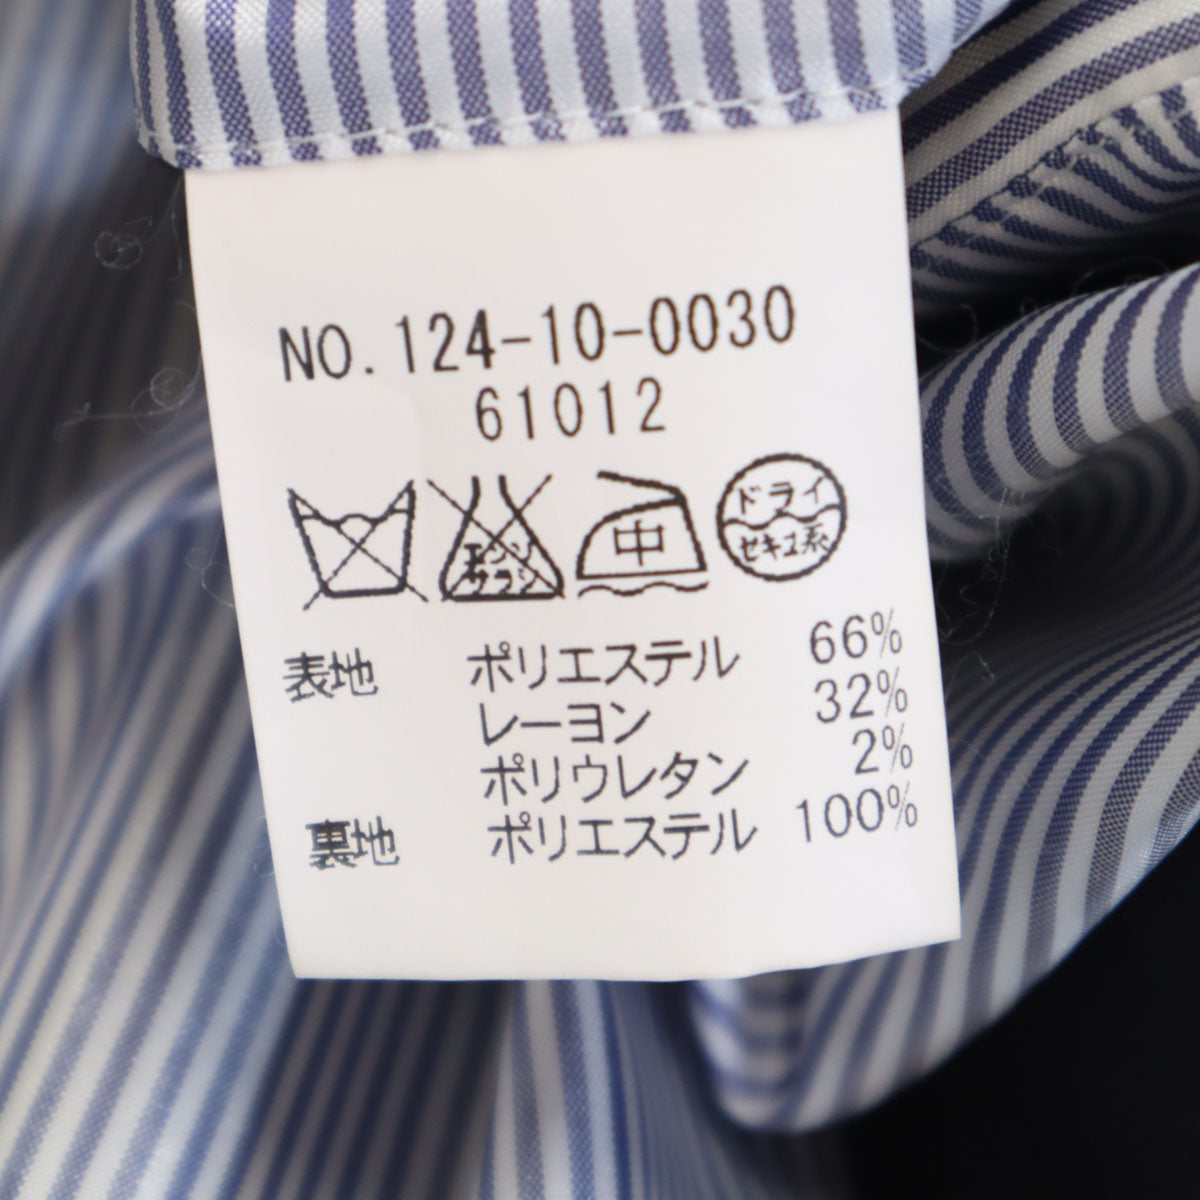 NO. 124-10-0030
61012
エンソ
サラシ
中
ドライ
セキユ系
表地 ポリエステル 66%
レーヨン 32%
ポリウレタン 2%
裏地 ポリエステル 100%